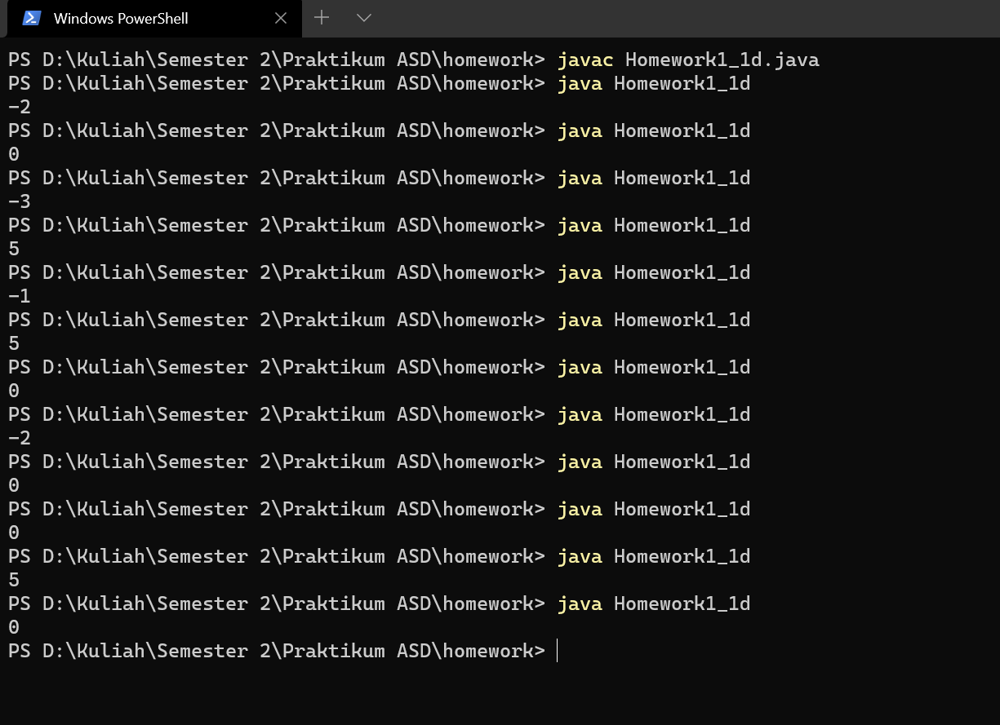 Windows PowerShell
PS D:\Kuliah\Semester 2\Praktikum ASD\homework> javac Homework1_1d.java
PS D:\Kuliah\Semester 2\Praktikum ASD\homework> java Homework1_1d
-2
PS D:\Kuliah\Semester 2\Praktikum ASD\homework> java Homework1_1d
0
PS D:\Kuliah\Semester 2\Praktikum ASD\homework> java Homework1_1d
-3
PS D:\Kuliah\Semester 2\Praktikum ASD\homework> java Homework1_1d
5
PS D:\Kuliah\Semester 2\Praktikum ASD\homework> java Homework1_1d
-1
PS D:\Kuliah\Semester 2\Praktikum ASD\homework> java Homework1_1d
5
PS D:\Kuliah\Semester 2\Praktikum ASD\homework> java Homework1_1d
0
PS D:\Kuliah\Semester 2\Praktikum ASD\homework> java Homework1_1d
-2
PS D:\Kuliah\Semester 2\Praktikum ASD\homework> java Homework1_1d
0
PS D:\Kuliah\Semester 2\Praktikum ASD\homework> java Homework1_1d
0
PS D:\Kuliah\Semester 2\Praktikum ASD\homework> java Homework1_1d
5
PS D:\Kuliah\Semester 2\Praktikum ASD\homework> java Homework1_1d
0
PS D:\Kuliah\Semester 2\Praktikum ASD\homework>